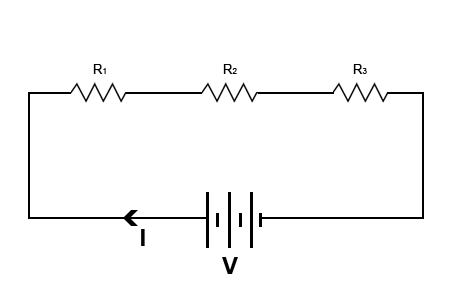 R₁ R₂ R₃
I
V